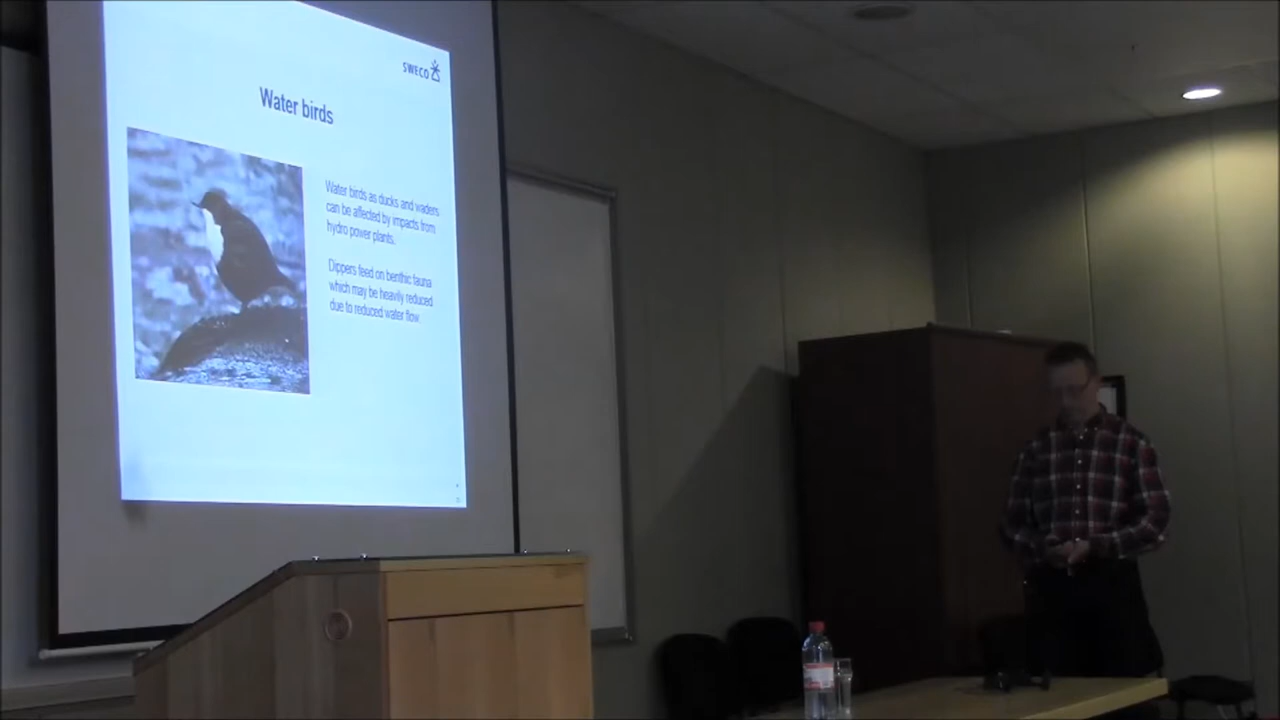 SWECO
Water birds
Water birds as ducks and waders
can be affected by impacts from
hydro power plants.
Dippers feed on benthic fauna
which may be heavily reduced
due to reduced water flow.